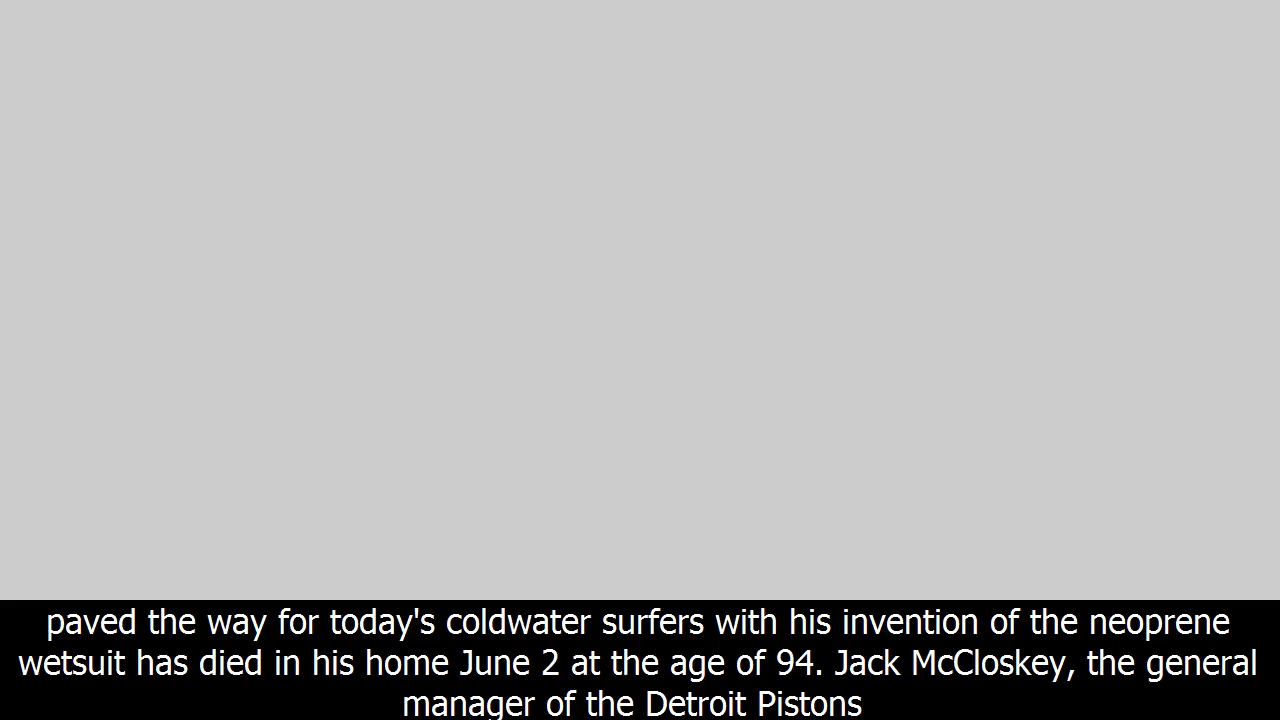 paved the way for today's coldwater surfers with his invention of the neoprene
wetsuit has died in his home June 2 at the age of 94. Jack McCloskey, the general
manager of the Detroit Pistons